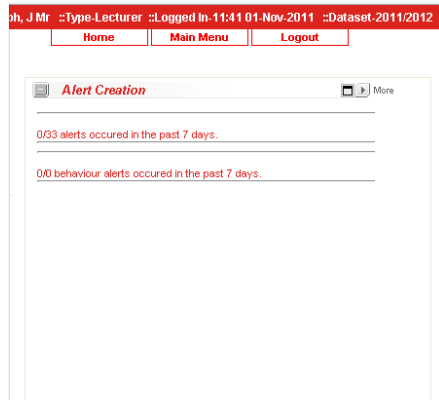 ph, J Mr ::Type-Lecturer ::Logged In-11:41 01-Nov-2011 ::Dataset-2011/2012
Home Main Menu Logout
Alert Creation More
0/33 alerts occured in the past 7 days.
0/0 behaviour alerts occured in the past 7 days.